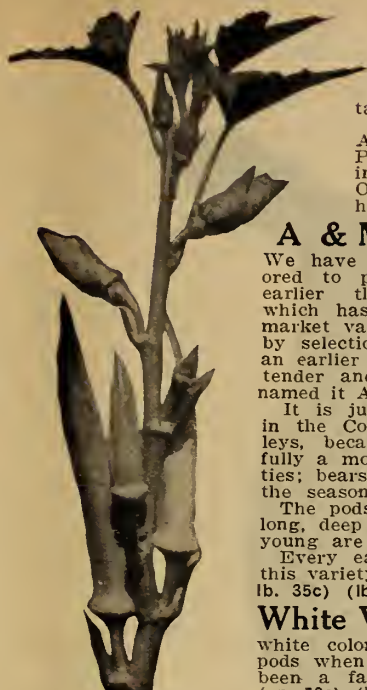 ta
A
P
in
O
h
A & M
We have
ored to p
earlier th
which has
market va
by selectio
an earlier
tender and
named it A
It is ju
in the Co
leys, beca
fully a mo
ties; bears
the season
The pods
long, deep
young are
Every ea
this variety
lb. 35c) (lb
White V
white color
pods when
been a fa